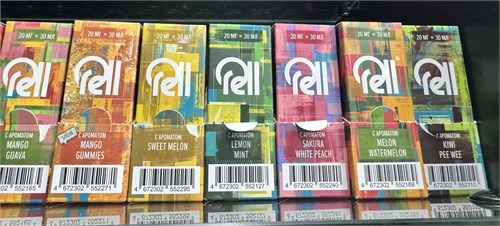 20 МГ × 30 МЛ
rell
С АРОМАТОМ
MANGO
GUAVA
552165
20 МГ × 30 МЛ
rell
С АРОМАТОМ
MANGO
GUMMIES
4 672302 552271
20 МГ × 30 МЛ
rell
С АРОМАТОМ
SWEET MELON
4 672302 552295
20 МГ × 30 МЛ
rell
С АРОМАТОМ
LEMON
MINT
4 672302 552127
20 МГ × 30 МЛ
rell
С АРОМАТОМ
SAKURA
WHITE PEACH
4 672302 552240
20 МГ × 30 МЛ
rell
С АРОМАТОМ
MELON
WATERMELON
4 672302 552189
20 МГ × 30 МЛ
rell
С АРОМАТОМ
KIWI
PEE WEE
4 672302